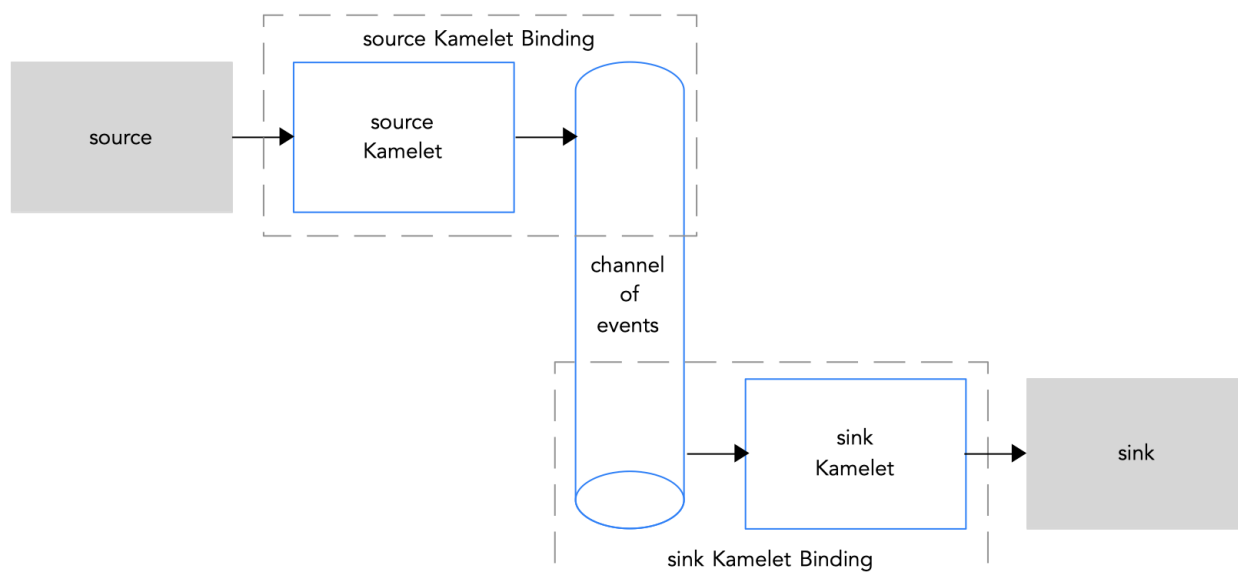 source Kamelet Binding
source
source
Kamelet
channel
of
events
sink
Kamelet
sink
sink Kamelet Binding